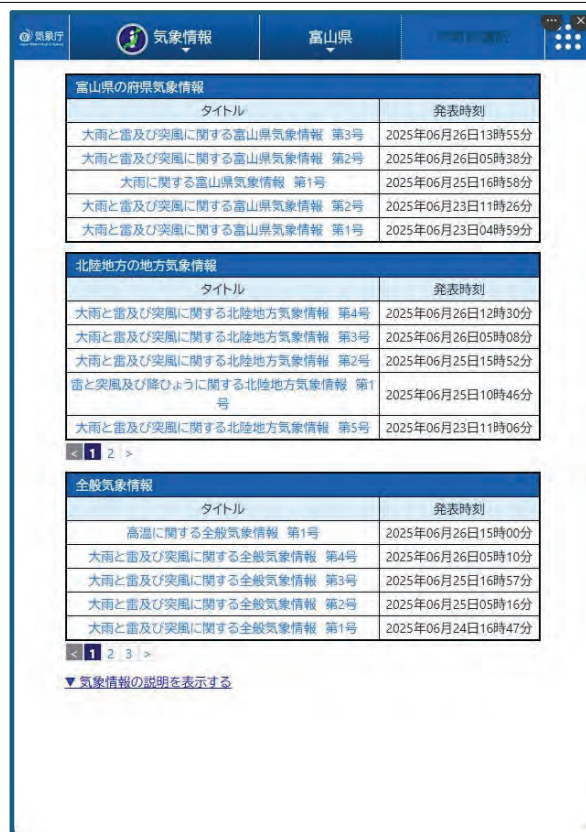 気象庁 気象情報 富山県
富山県の府県気象情報
タイトル 発表時刻
大雨と雷及び突風に関する富山県気象情報 第3号 2025年06月26日13時55分
大雨と雷及び突風に関する富山県気象情報 第2号 2025年06月26日05時38分
大雨に関する富山県気象情報 第1号 2025年06月25日16時58分
大雨と雷及び突風に関する富山県気象情報 第2号 2025年06月23日11時26分
大雨と雷及び突風に関する富山県気象情報 第1号 2025年06月23日04時59分
北陸地方の地方気象情報
タイトル 発表時刻
大雨と雷及び突風に関する北陸地方気象情報 第4号 2025年06月26日12時30分
大雨と雷及び突風に関する北陸地方気象情報 第3号 2025年06月26日05時08分
大雨と雷及び突風に関する北陸地方気象情報 第2号 2025年06月25日15時52分
雷と突風及び降ひょうに関する北陸地方気象情報 第1
号 2025年06月25日10時46分
大雨と雷及び突風に関する北陸地方気象情報 第5号 2025年06月23日11時06分
< 1 2 >
全般気象情報
タイトル 発表時刻
高温に関する全般気象情報 第1号 2025年06月26日15時00分
大雨と雷及び突風に関する全般気象情報 第4号 2025年06月26日05時10分
大雨と雷及び突風に関する全般気象情報 第3号 2025年06月25日16時57分
大雨と雷及び突風に関する全般気象情報 第2号 2025年06月25日05時16分
大雨と雷及び突風に関する全般気象情報 第1号 2025年06月24日16時47分
< 1 2 3 >
▼ 気象情報の説明を表示する